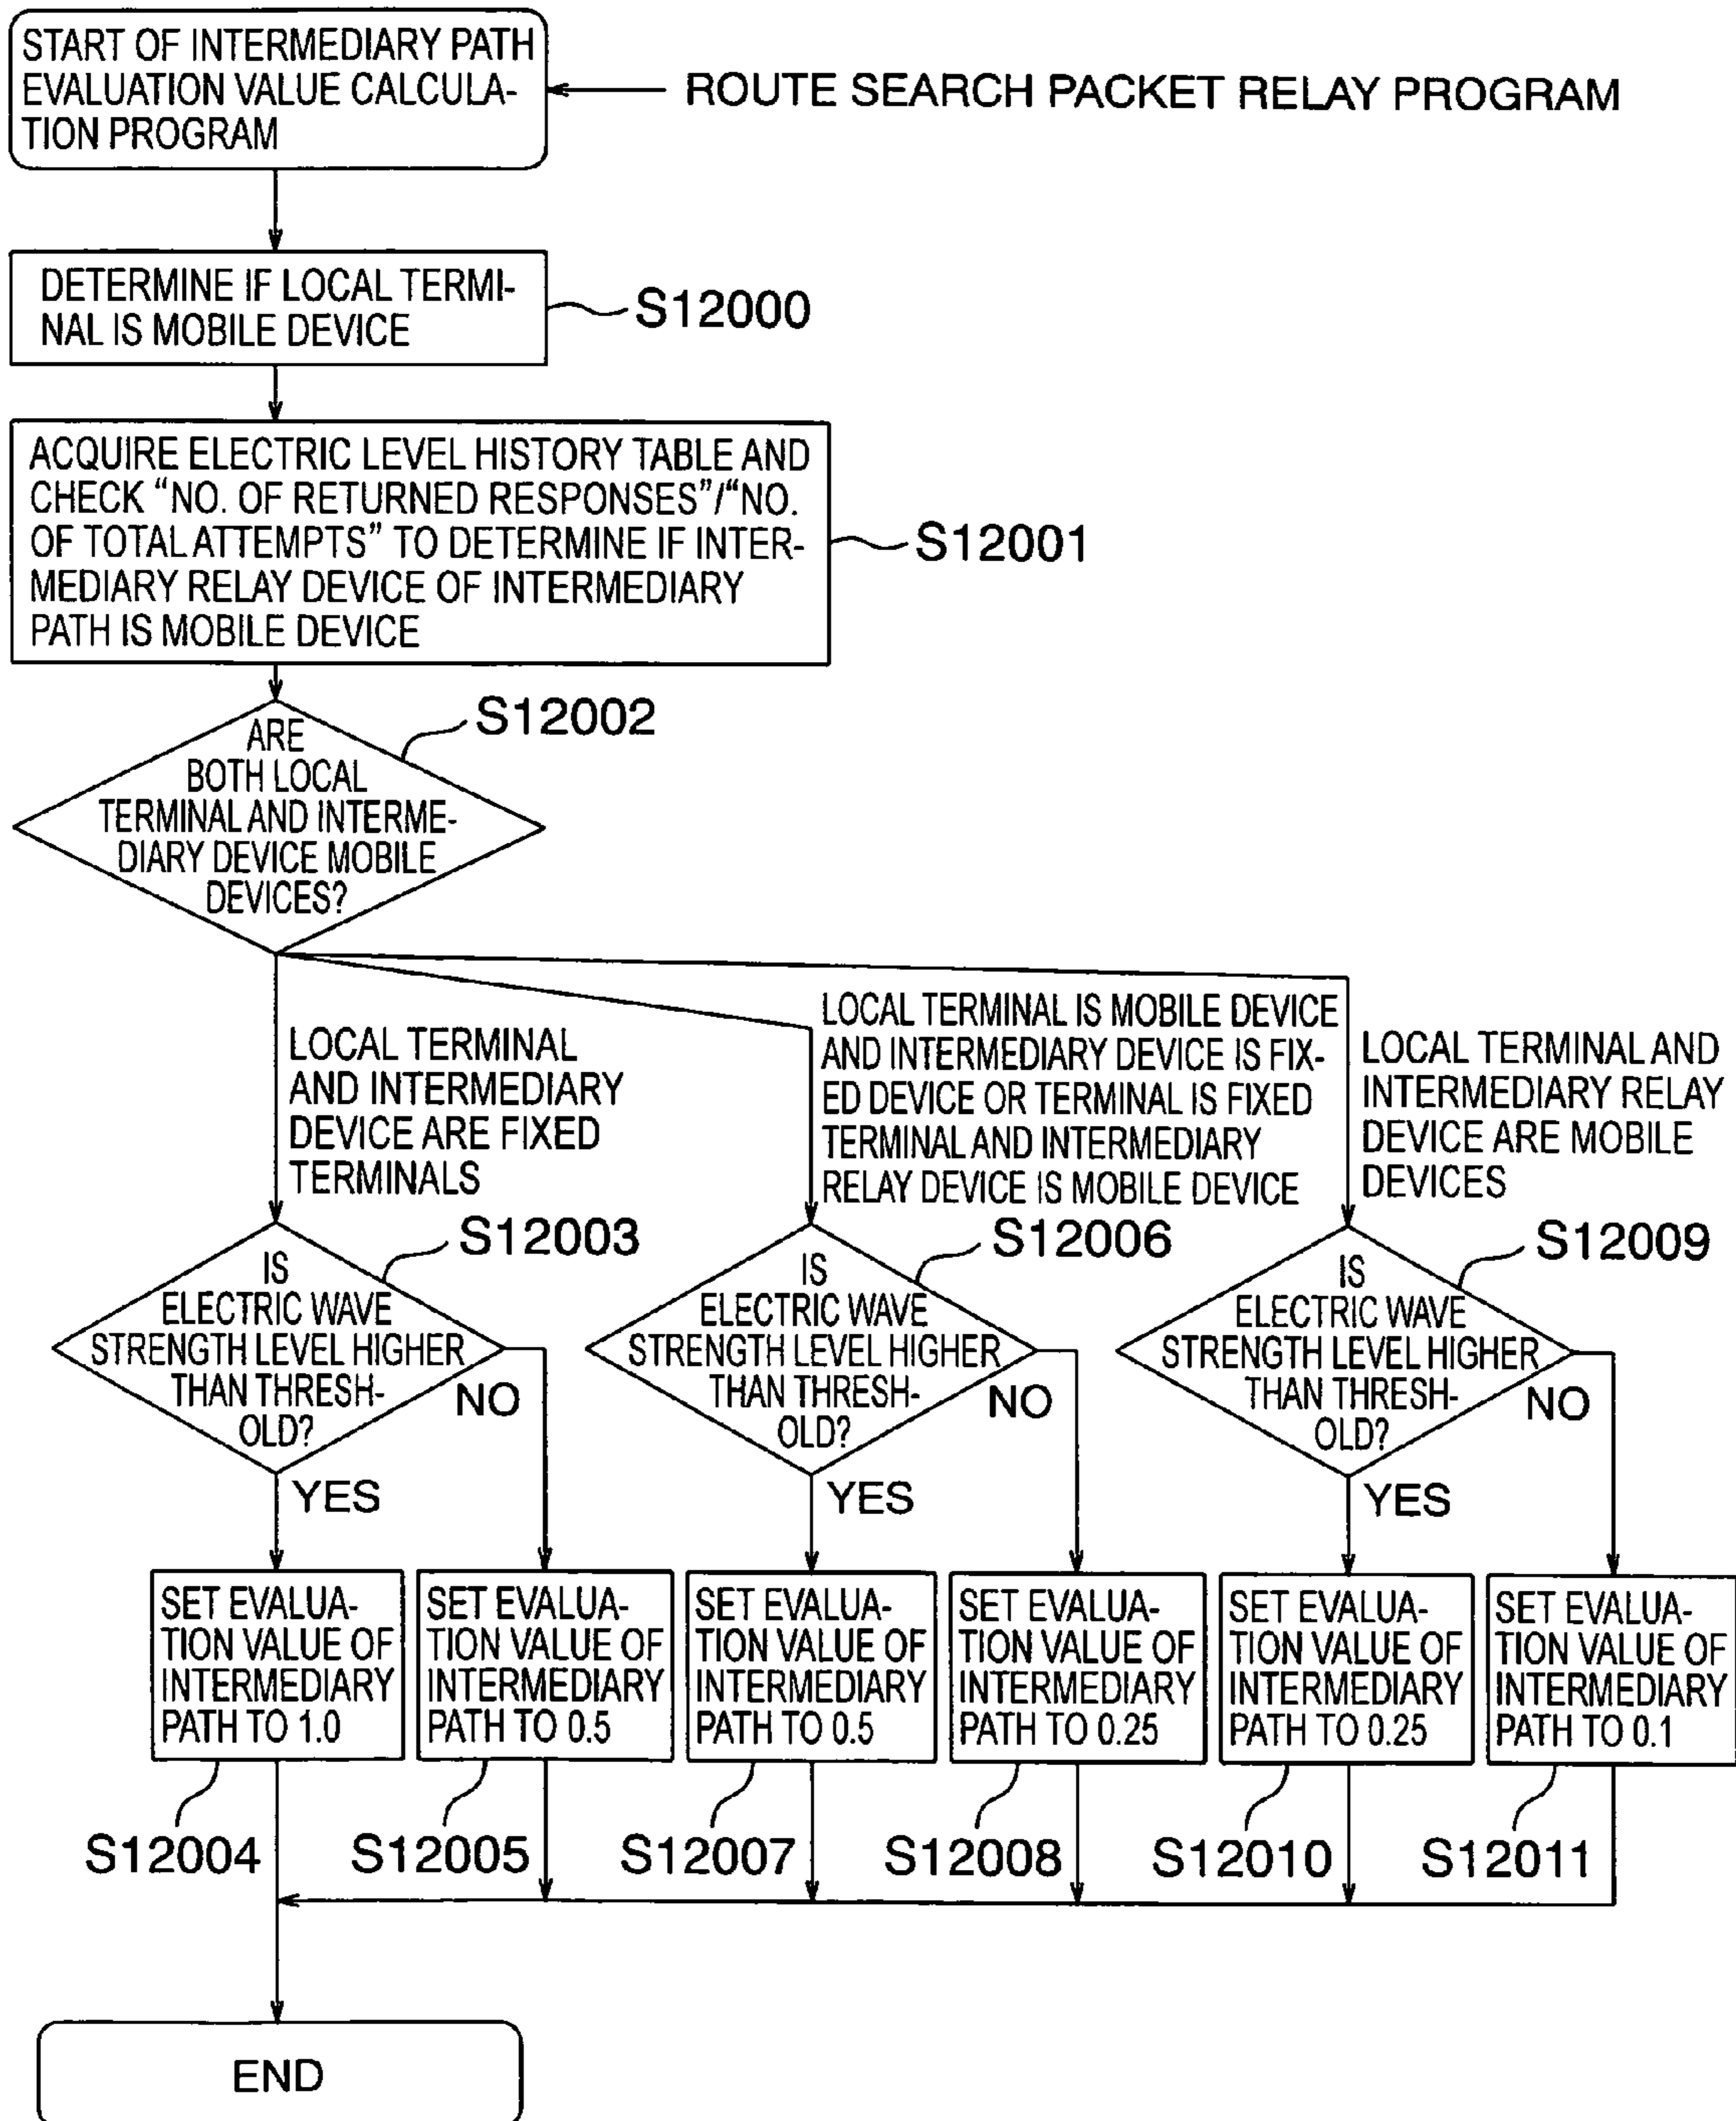 START OF INTERMEDIARY PATH
EVALUATION VALUE CALCULA-
TION PROGRAM
ROUTE SEARCH PACKET RELAY PROGRAM
DETERMINE IF LOCAL TERMI-
NAL IS MOBILE DEVICE
S12000
ACQUIRE ELECTRIC LEVEL HISTORY TABLE AND
CHECK “NO. OF RETURNED RESPONSES”/“NO.
OF TOTAL ATTEMPTS” TO DETERMINE IF INTER-
MEDIARY RELAY DEVICE OF INTERMEDIARY
PATH IS MOBILE DEVICE
S12001
S12002
ARE
BOTH LOCAL
TERMINAL AND INTERME-
DIARY DEVICE MOBILE
DEVICES?
LOCAL TERMINAL
AND INTERMEDIARY
DEVICE ARE FIXED
TERMINALS
LOCAL TERMINAL IS MOBILE DEVICE
AND INTERMEDIARY DEVICE IS FIX-
ED DEVICE OR TERMINAL IS FIXED
TERMINAL AND INTERMEDIARY
RELAY DEVICE IS MOBILE DEVICE
LOCAL TERMINAL AND
INTERMEDIARY RELAY
DEVICE ARE MOBILE
DEVICES
S12003
IS
ELECTRIC WAVE
STRENGTH LEVEL HIGHER
THAN THRESH-
OLD?
NO
YES
S12006
IS
ELECTRIC WAVE
STRENGTH LEVEL HIGHER
THAN THRESH-
OLD?
NO
YES
S12009
IS
ELECTRIC WAVE
STRENGTH LEVEL HIGHER
THAN THRESH-
OLD?
NO
YES
SET EVALUA-
TION VALUE OF
INTERMEDIARY
PATH TO 1.0
SET EVALUA-
TION VALUE OF
INTERMEDIARY
PATH TO 0.5
SET EVALUA-
TION VALUE OF
INTERMEDIARY
PATH TO 0.5
SET EVALUA-
TION VALUE OF
INTERMEDIARY
PATH TO 0.25
SET EVALUA-
TION VALUE OF
INTERMEDIARY
PATH TO 0.25
SET EVALUA-
TION VALUE OF
INTERMEDIARY
PATH TO 0.1
S12004
S12005
S12007
S12008
S12010
S12011
END